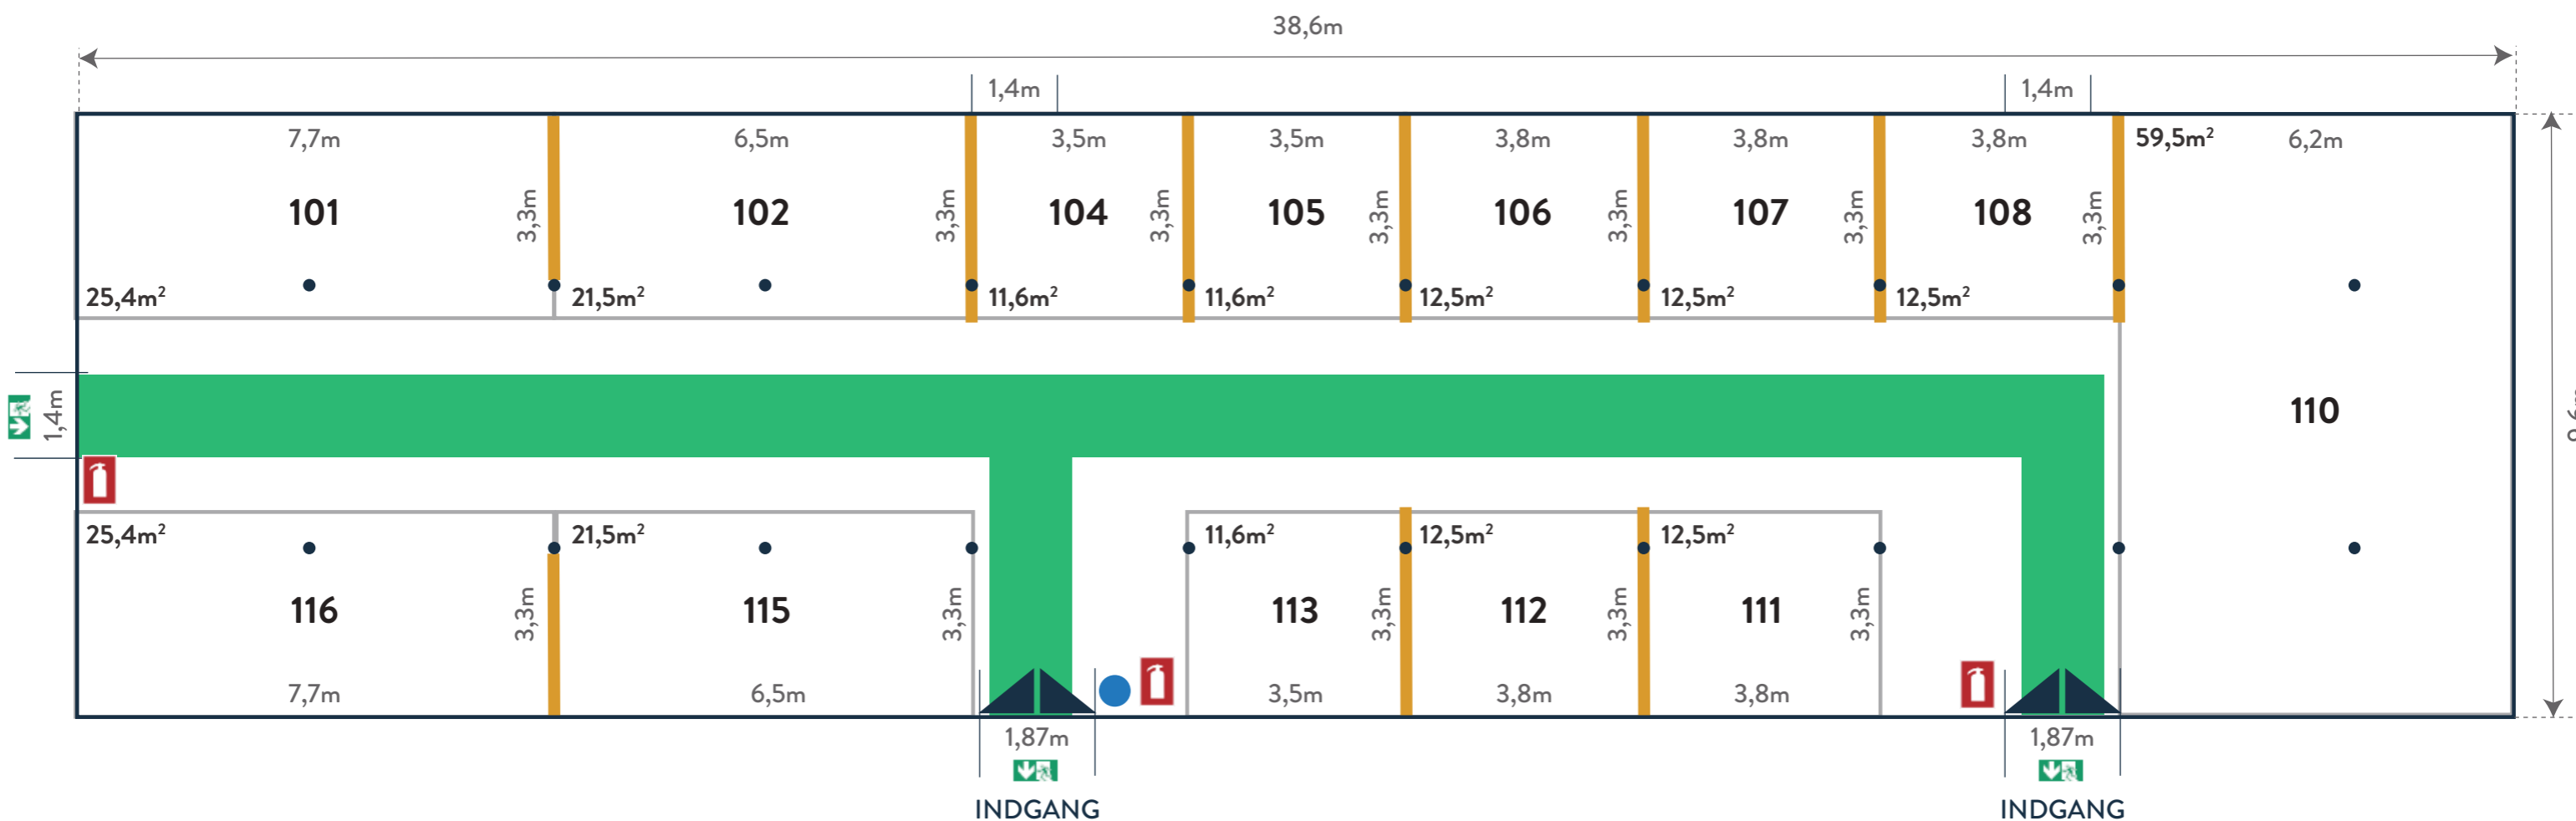 38,6m
1,4m 1,4m
7,7m 6,5m 3,5m 3,5m 3,8m 3,8m 3,8m 59,5m² 6,2m
101 3,3m 102 3,3m 104 3,3m 105 3,3m 106 3,3m 107 3,3m 108 3,3m
25,4m² 21,5m² 11,6m² 11,6m² 12,5m² 12,5m² 12,5m²
1,4m 110
25,4m² 21,5m² 11,6m² 12,5m² 12,5m²
116 3,3m 115 3,3m 113 3,3m 112 3,3m 111 3,3m
7,7m 6,5m 3,5m 3,8m 3,8m
1,87m 1,87m
INDGANG INDGANG